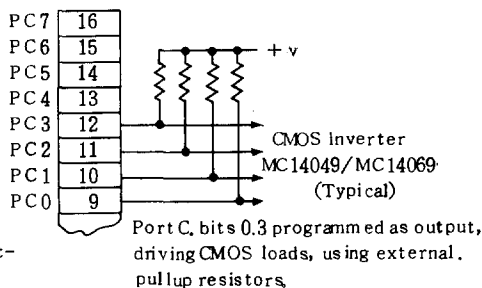 PC7 16
PC6 15
PC5 14
PC4 13
PC3 12
PC2 11
PC1 10
PC0 9
+ v
CMOS Inverter
MC14049/MC14069
(Typical)
Port C, bits 0.3 programmed as output,
driving CMOS loads, using external.
pullup resistors,